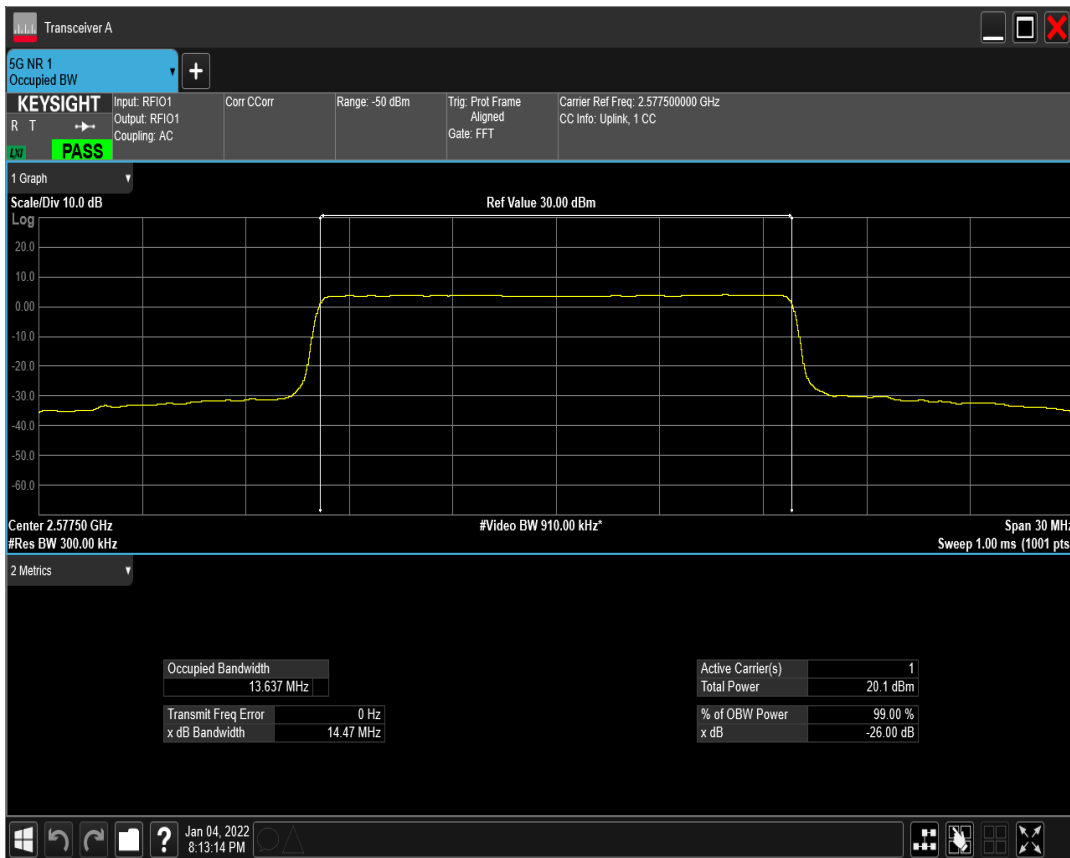 Transceiver A
5G NR 1
Occupied BW
+
KEYSIGHT
R T
LXI
PASS
Input: RFIO1
Output: RFIO1
Coupling: AC
Corr CCorr
Range: -50 dBm
Trig: Prot Frame
Aligned
Gate: FFT
Carrier Ref Freq: 2.577500000 GHz
CC Info: Uplink, 1 CC
1 Graph
Scale/Div 10.0 dB
Ref Value 30.00 dBm
Log
20.0
10.0
0.00
-10.0
-20.0
-30.0
-40.0
-50.0
-60.0
Center 2.57750 GHz
#Video BW 910.00 kHz*
Span 30 MHz
#Res BW 300.00 kHz
Sweep 1.00 ms (1001 pts
2 Metrics
Occupied Bandwidth
13.637 MHz
Transmit Freq Error 0 Hz
x dB Bandwidth 14.47 MHz
Active Carrier(s) 1
Total Power 20.1 dBm
% of OBW Power 99.00 %
x dB -26.00 dB
?
Jan 04, 2022
8:13:14 PM